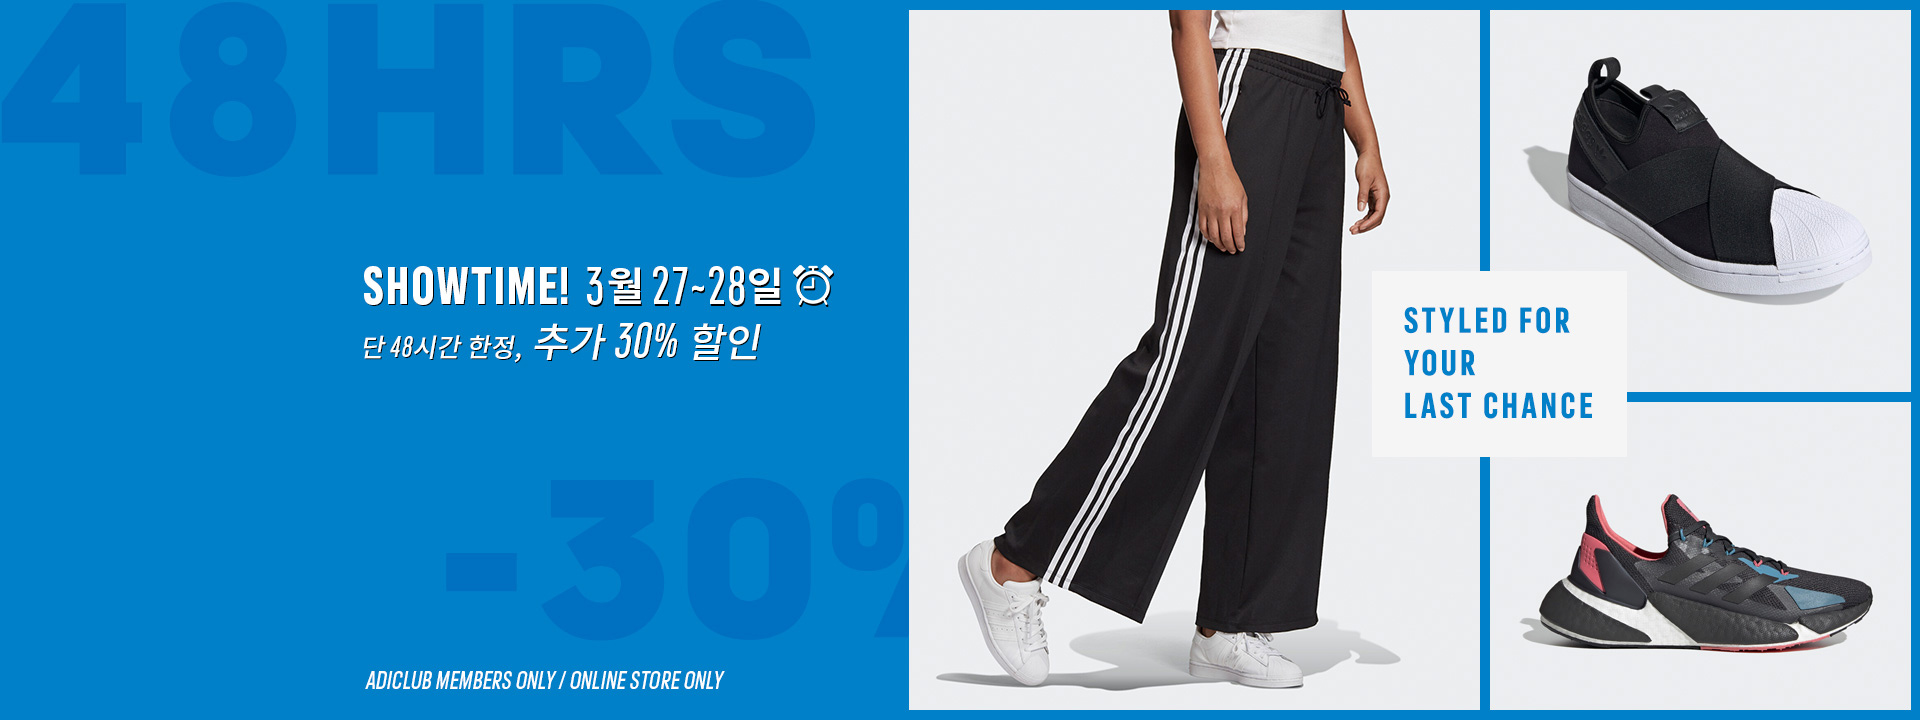 48HRS
SHOWTIME! 3월 27~28일
단 48시간 한정, 추가 30% 할인
-30%
ADICLUB MEMBERS ONLY / ONLINE STORE ONLY
STYLED FOR
YOUR
LAST CHANCE